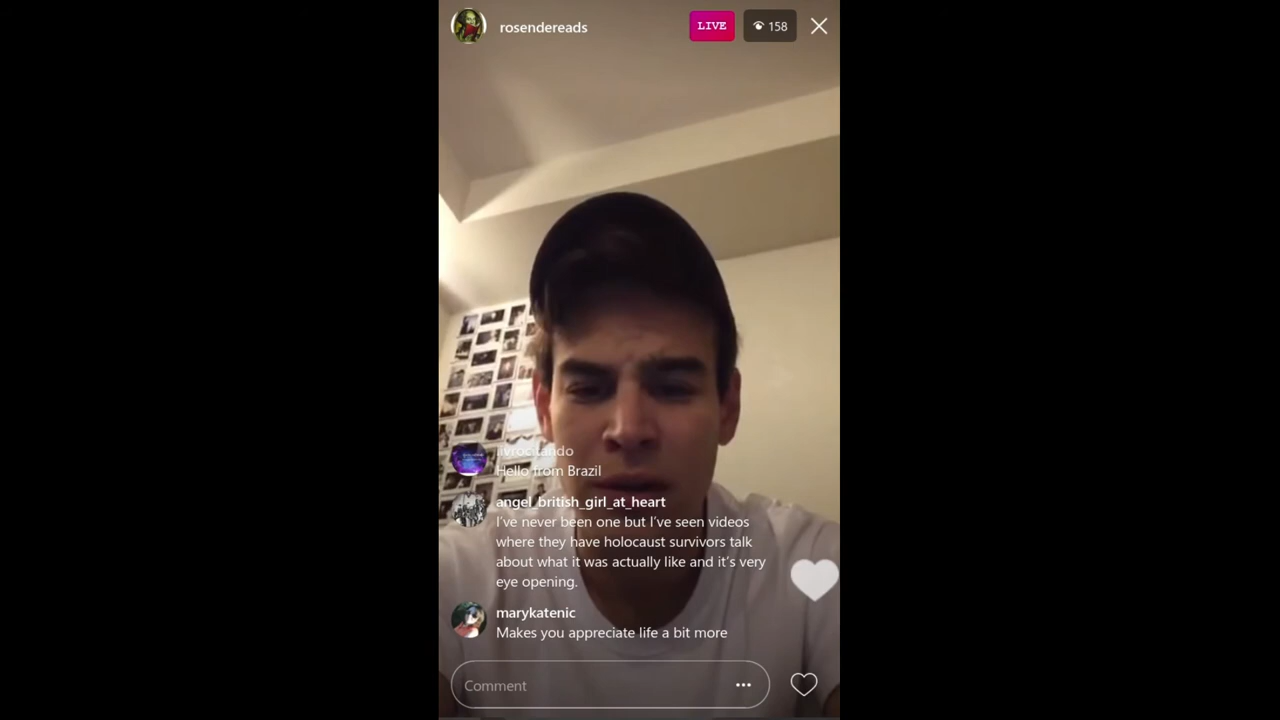 rosendereads
LIVE
158
ivrocitando
Hello from Brazil
angel_british_girl_at_heart
I've never been one but I've seen videos
where they have holocaust survivors talk
about what it was actually like and it's very
eye opening.
marykatenic
Makes you appreciate life a bit more
Comment